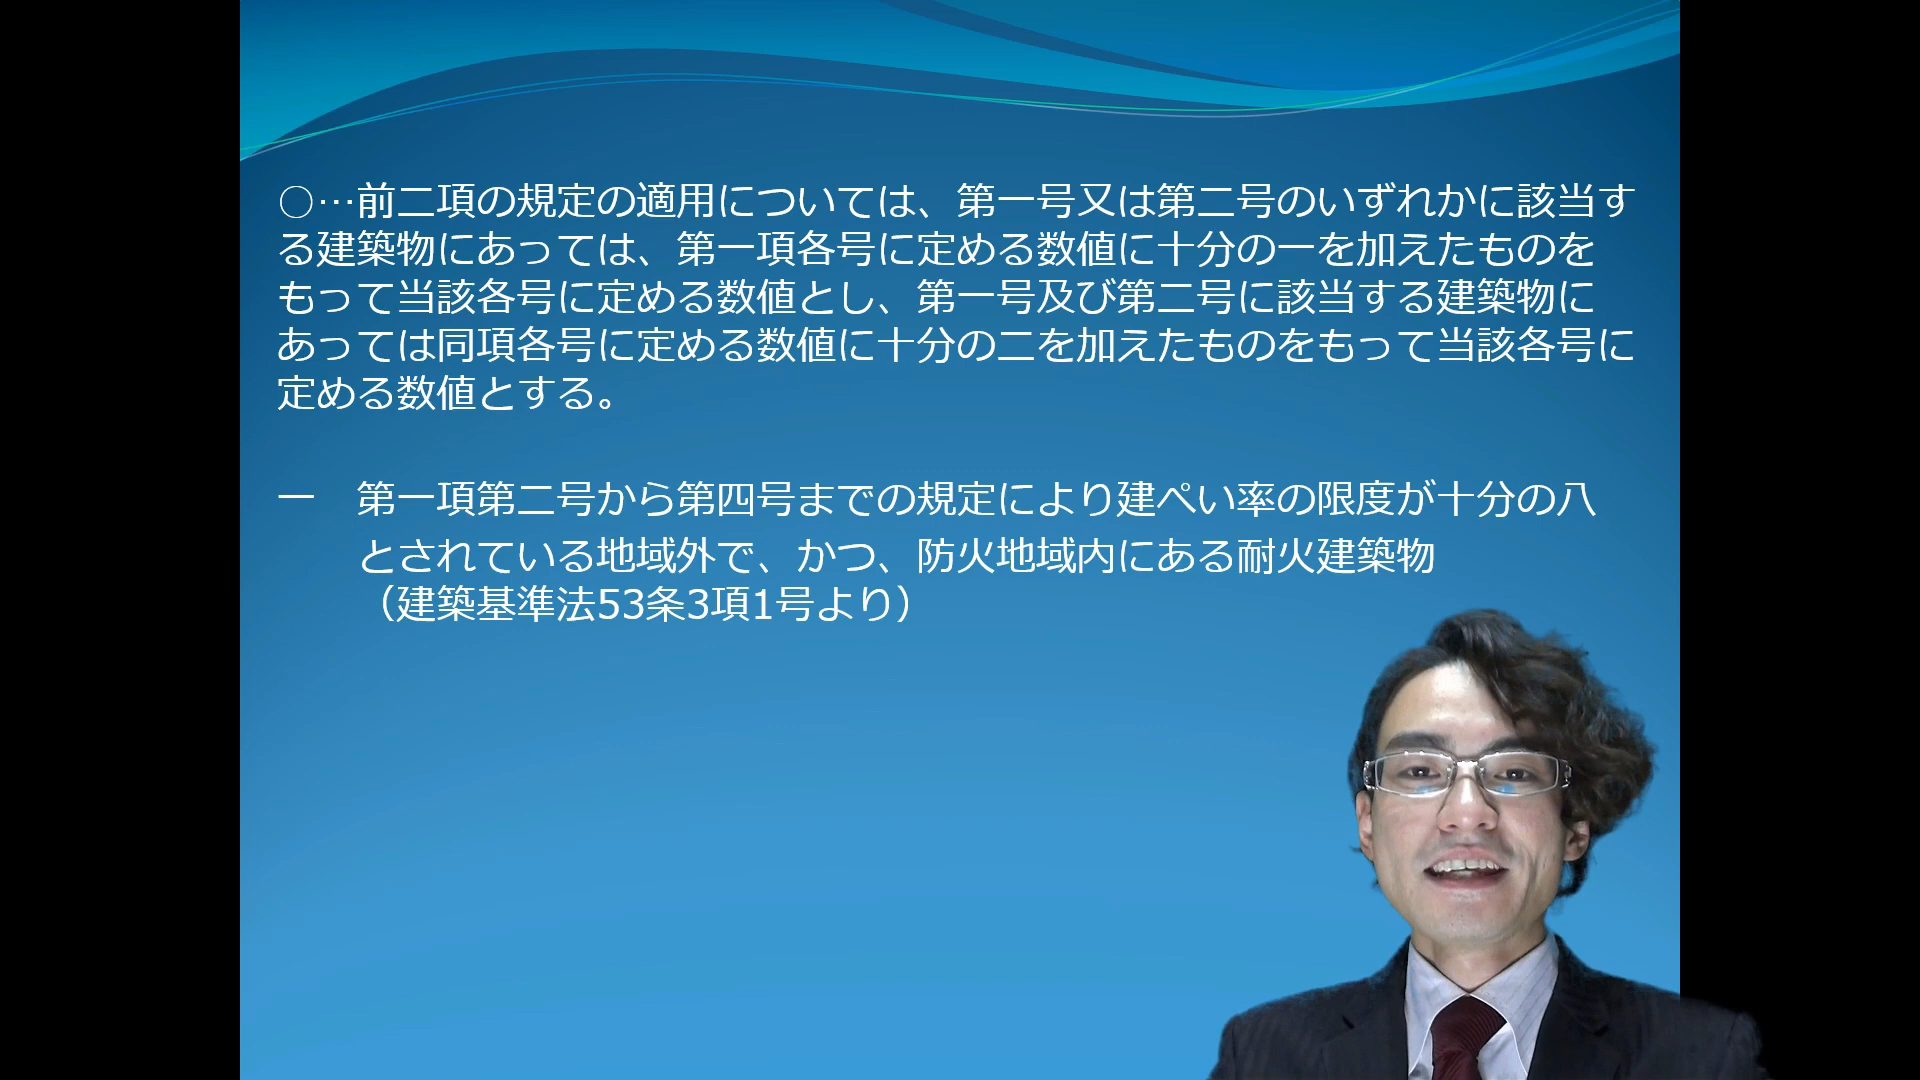 ○…前二項の規定の適用については、第一号又は第二号のいずれかに該当す
る建築物にあっては、第一項各号に定める数値に十分の一を加えたものを
もって当該各号に定める数値とし、第一号及び第二号に該当する建築物に
あっては同項各号に定める数値に十分の二を加えたものをもって当該各号に
定める数値とする。
一　第一項第二号から第四号までの規定により建ぺい率の限度が十分の八
とされている地域外で、かつ、防火地域内にある耐火建築物
（建築基準法53条3項1号より）